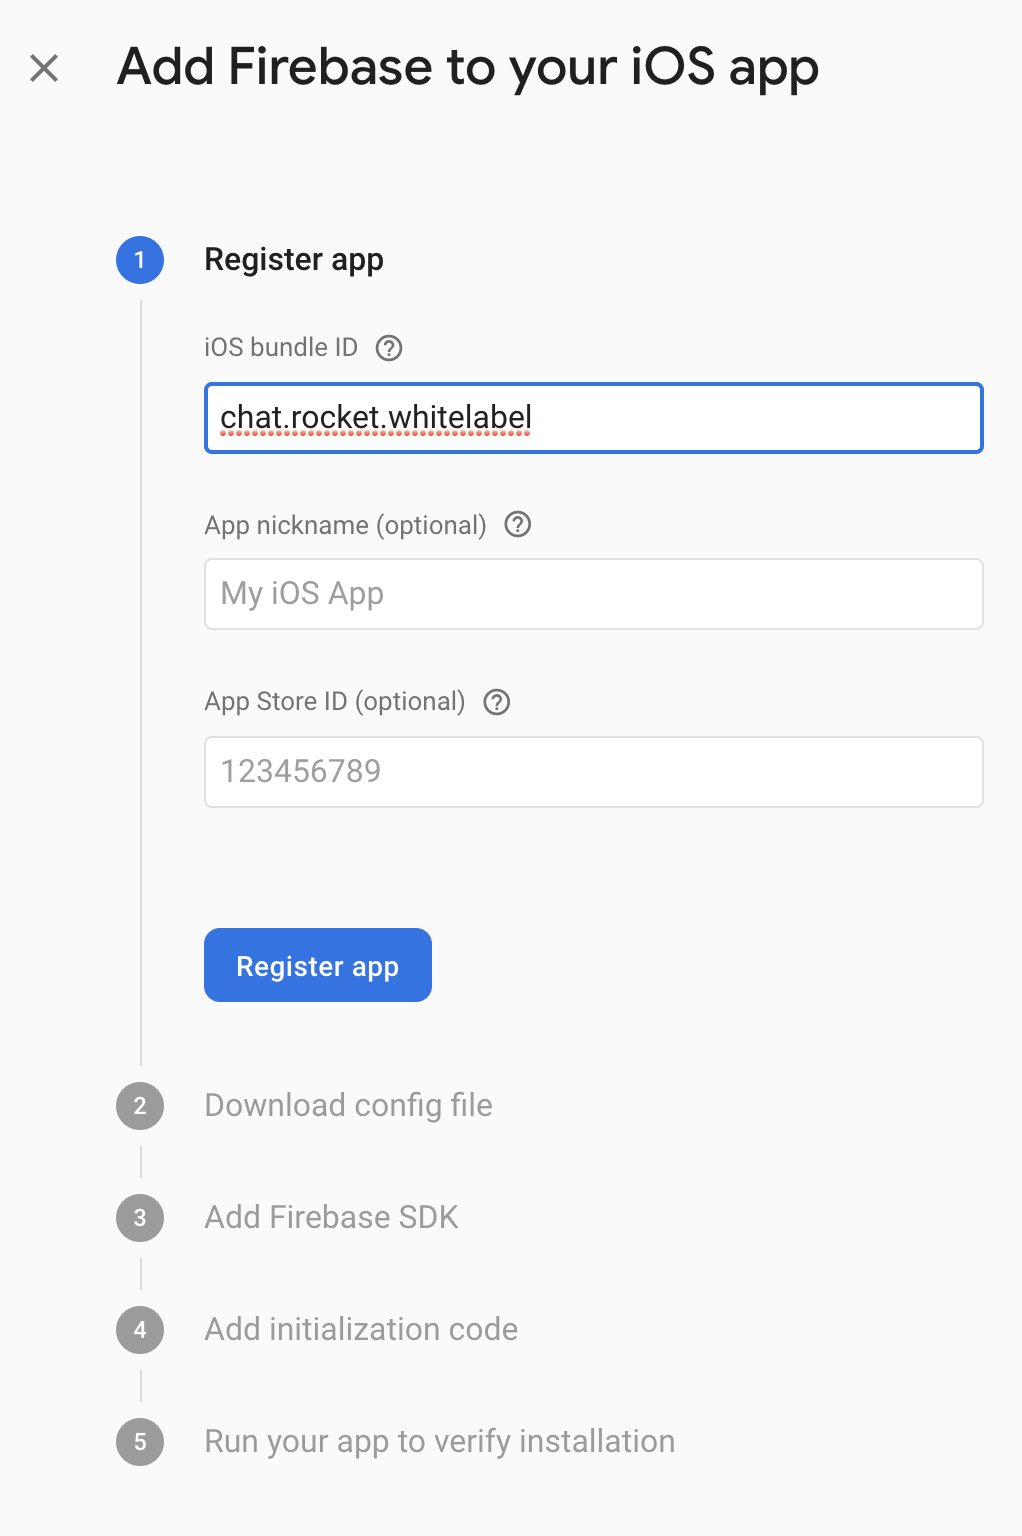 Add Firebase to your iOS app
1 Register app
iOS bundle ID ?
chat.rocket.whitelabel
App nickname (optional) ?
My iOS App
App Store ID (optional) ?
123456789
Register app
2 Download config file
3 Add Firebase SDK
4 Add initialization code
5 Run your app to verify installation